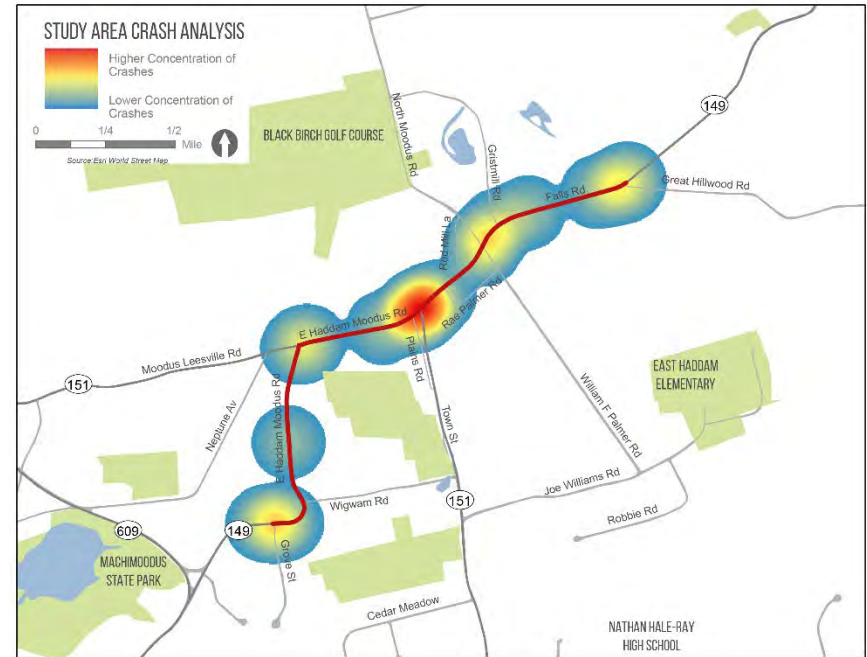 STUDY AREA CRASH ANALYSIS
Higher Concentration of
Crashes
Lower Concentration of
Crashes
0 1/4 1/2
Mile
Source:Esri World Street Map
149
North Moodus Rd
BLACK BIRCH GOLF COURSE
Gristmill Rd
Falls Rd
Great Hillwood Rd
Red Mill La
Rae Palmer Rd
E Haddam Moodus Rd
Plains Rd
Moodus Leesville Rd
151
EAST HADDAM
ELEMENTARY
Neptune Av
E Haddam Moodus Rd
Town St
William F Palmer Rd
Joe Williams Rd
Wigwam Rd
151
Robbie Rd
609
149
MACHIMOODUS
STATE PARK
Grove St
Cedar Meadow
NATHAN HALE-RAY
HIGH SCHOOL